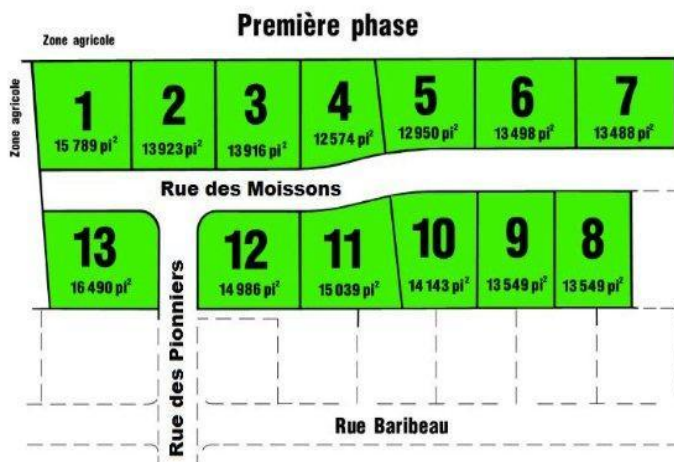 Première phase
Zone agricole
Zone agricole
1
15 789 pi²
2
13 923 pi²
3
13 916 pi²
4
12 574 pi²
5
12 950 pi²
6
13 498 pi²
7
13 488 pi²
Rue des Moissons
13
16 490 pi²
12
14 986 pi²
11
15 039 pi²
10
14 143 pi²
9
13 549 pi²
8
13 549 pi²
Rue des Pionniers
Rue Baribeau